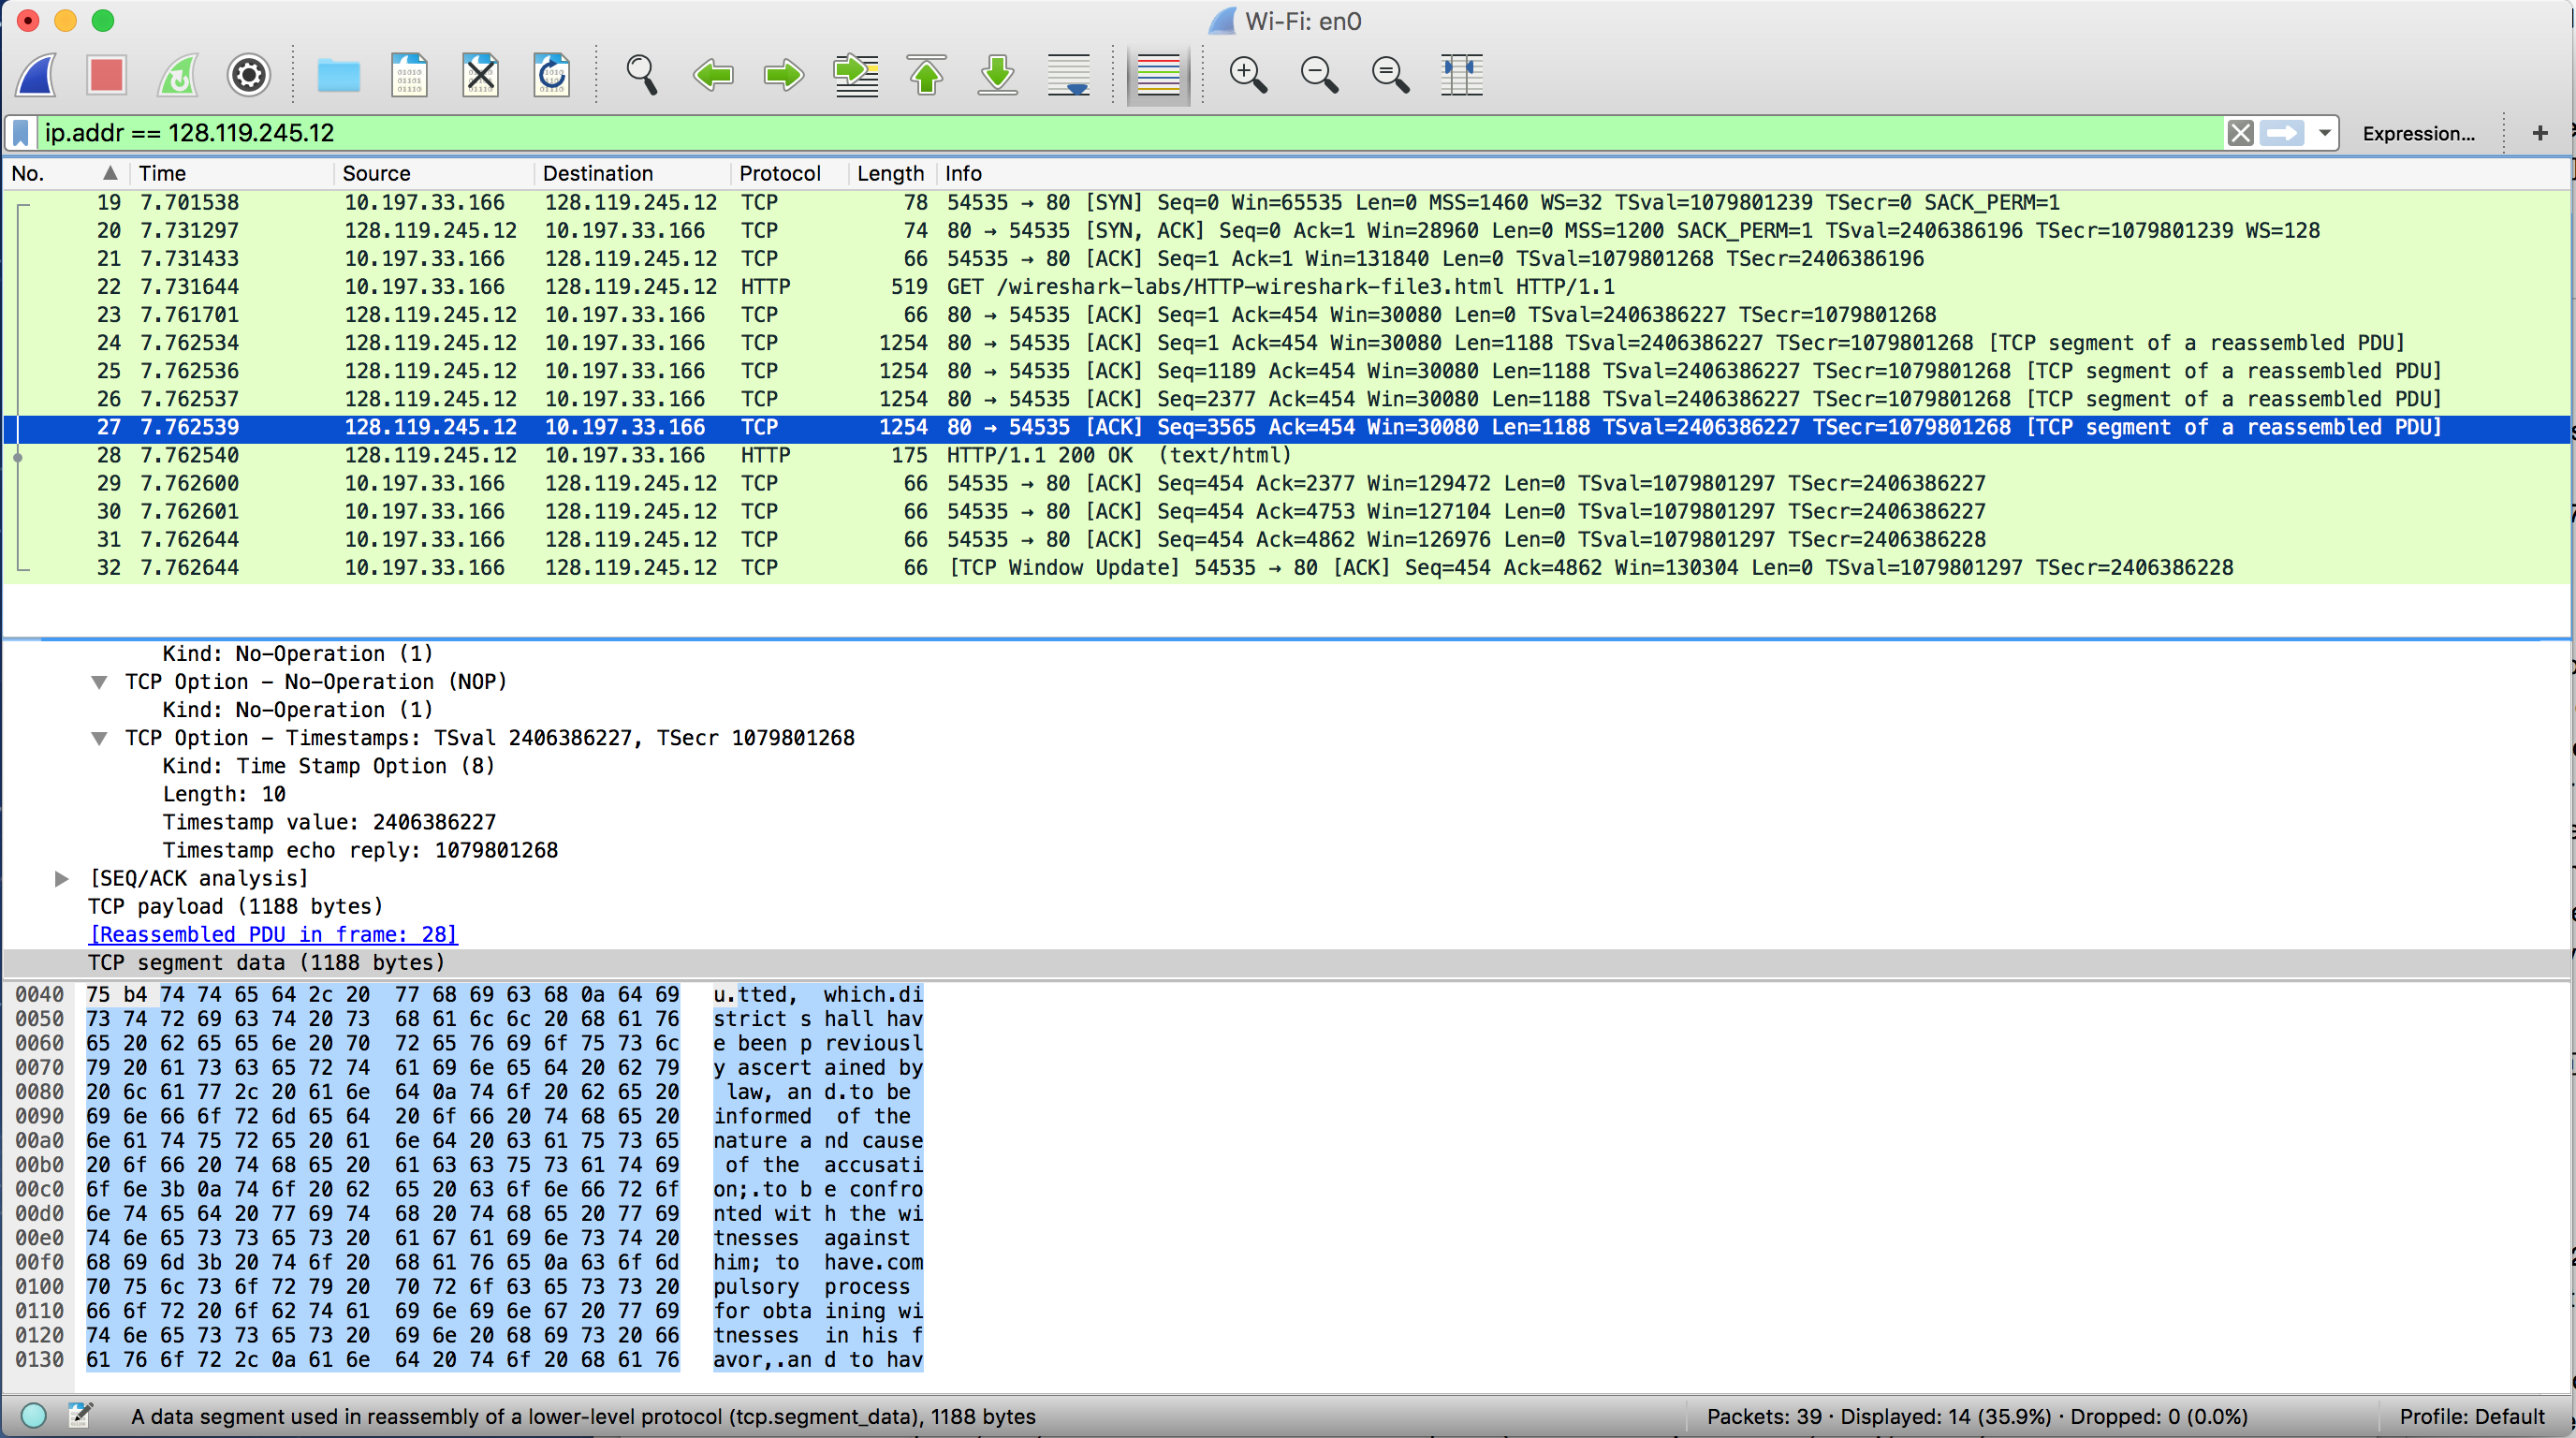 Wi-Fi: en0
ip.addr == 128.119.245.12 Expression... +
No. Time Source Destination Protocol Length Info
19 7.701538 10.197.33.166 128.119.245.12 TCP 78 54535 → 80 [SYN] Seq=0 Win=65535 Len=0 MSS=1460 WS=32 TSval=1079801239 TSecr=0 SACK_PERM=1
20 7.731297 128.119.245.12 10.197.33.166 TCP 74 80 → 54535 [SYN, ACK] Seq=0 Ack=1 Win=28960 Len=0 MSS=1200 SACK_PERM=1 TSval=2406386196 TSecr=1079801239 WS=128
21 7.731433 10.197.33.166 128.119.245.12 TCP 66 54535 → 80 [ACK] Seq=1 Ack=1 Win=131840 Len=0 TSval=1079801268 TSecr=2406386196
22 7.731644 10.197.33.166 128.119.245.12 HTTP 519 GET /wireshark-labs/HTTP-wireshark-file3.html HTTP/1.1
23 7.761701 128.119.245.12 10.197.33.166 TCP 66 80 → 54535 [ACK] Seq=1 Ack=454 Win=30080 Len=0 TSval=2406386227 TSecr=1079801268
24 7.762534 128.119.245.12 10.197.33.166 TCP 1254 80 → 54535 [ACK] Seq=1 Ack=454 Win=30080 Len=1188 TSval=2406386227 TSecr=1079801268 [TCP segment of a reassembled PDU]
25 7.762536 128.119.245.12 10.197.33.166 TCP 1254 80 → 54535 [ACK] Seq=1189 Ack=454 Win=30080 Len=1188 TSval=2406386227 TSecr=1079801268 [TCP segment of a reassembled PDU]
26 7.762537 128.119.245.12 10.197.33.166 TCP 1254 80 → 54535 [ACK] Seq=2377 Ack=454 Win=30080 Len=1188 TSval=2406386227 TSecr=1079801268 [TCP segment of a reassembled PDU]
27 7.762539 128.119.245.12 10.197.33.166 TCP 1254 80 → 54535 [ACK] Seq=3565 Ack=454 Win=30080 Len=1188 TSval=2406386227 TSecr=1079801268 [TCP segment of a reassembled PDU]
28 7.762540 128.119.245.12 10.197.33.166 HTTP 175 HTTP/1.1 200 OK (text/html)
29 7.762600 10.197.33.166 128.119.245.12 TCP 66 54535 → 80 [ACK] Seq=454 Ack=2377 Win=129472 Len=0 TSval=1079801297 TSecr=2406386227
30 7.762601 10.197.33.166 128.119.245.12 TCP 66 54535 → 80 [ACK] Seq=454 Ack=4753 Win=127104 Len=0 TSval=1079801297 TSecr=2406386227
31 7.762644 10.197.33.166 128.119.245.12 TCP 66 54535 → 80 [ACK] Seq=454 Ack=4862 Win=126976 Len=0 TSval=1079801297 TSecr=2406386228
32 7.762644 10.197.33.166 128.119.245.12 TCP 66 [TCP Window Update] 54535 → 80 [ACK] Seq=454 Ack=4862 Win=130304 Len=0 TSval=1079801297 TSecr=2406386228
Kind: No-Operation (1)
TCP Option - No-Operation (NOP)
Kind: No-Operation (1)
TCP Option - Timestamps: TSval 2406386227, TSecr 1079801268
Kind: Time Stamp Option (8)
Length: 10
Timestamp value: 2406386227
Timestamp echo reply: 1079801268
[SEQ/ACK analysis]
TCP payload (1188 bytes)
[Reassembled PDU in frame: 28]
TCP segment data (1188 bytes)
0040 75 b4 74 74 65 64 2c 20 77 68 69 63 68 0a 64 69 u.tted, which.di
0050 73 74 72 69 63 74 20 73 68 61 6c 6c 20 68 61 76 strict s hall hav
0060 65 20 62 65 65 6e 20 70 72 65 76 69 6f 75 73 6c e been p reviousl
0070 79 20 61 73 63 65 72 74 61 69 6e 65 64 20 62 79 y ascert ained by
0080 20 6c 61 77 2c 20 61 6e 64 0a 74 6f 20 62 65 20 law, an d.to be
0090 69 6e 66 6f 72 6d 65 64 20 6f 66 20 74 68 65 20 informed of the
00a0 6e 61 74 75 72 65 20 61 6e 64 20 63 61 75 73 65 nature a nd cause
00b0 20 6f 66 20 74 68 65 20 61 63 63 75 73 61 74 69 of the accusati
00c0 6f 6e 3b 0a 74 6f 20 62 65 20 63 6f 6e 66 72 6f on;.to b e confro
00d0 6e 74 65 64 20 77 69 74 68 20 74 68 65 20 77 69 nted wit h the wi
00e0 74 6e 65 73 73 65 73 20 61 67 61 69 6e 73 74 20 tnesses against
00f0 68 69 6d 3b 20 74 6f 20 68 61 76 65 0a 63 6f 6d him; to have.com
0100 70 75 6c 73 6f 72 79 20 70 72 6f 63 65 73 73 20 pulsory process
0110 66 6f 72 20 6f 62 74 61 69 6e 69 6e 67 20 77 69 for obta ining wi
0120 74 6e 65 73 73 65 73 20 69 6e 20 68 69 73 20 66 tnesses in his f
0130 61 76 6f 72 2c 0a 61 6e 64 20 74 6f 20 68 61 76 avor,.an d to hav
A data segment used in reassembly of a lower-level protocol (tcp.segment_data), 1188 bytes Packets: 39 · Displayed: 14 (35.9%) · Dropped: 0 (0.0%) Profile: Default